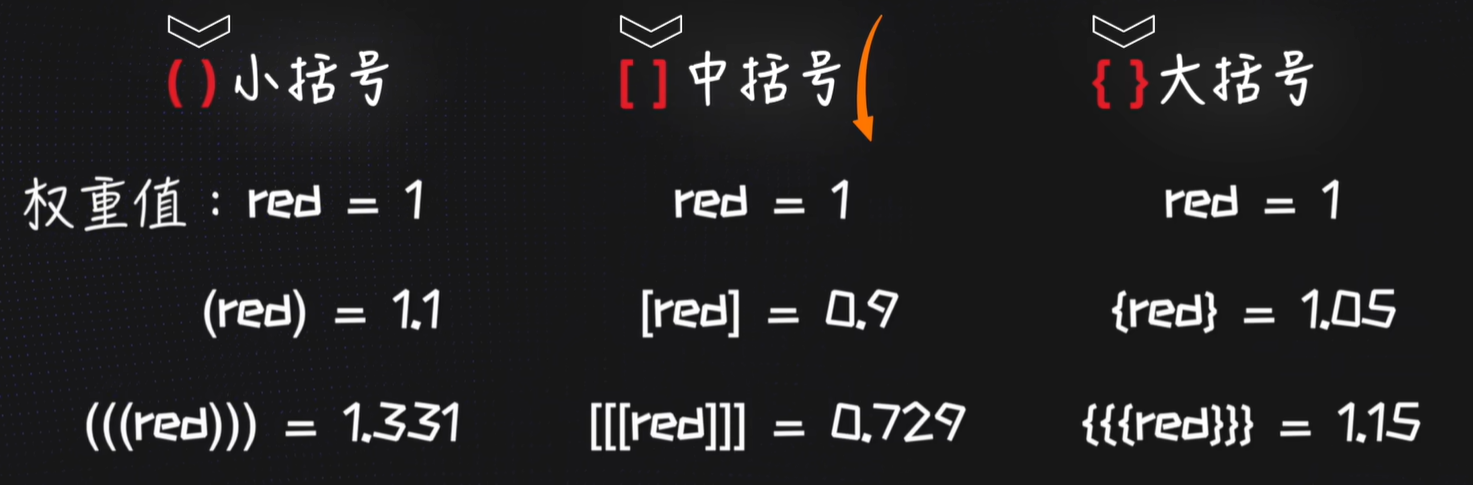 ( ) 小括号 [ ] 中括号 { } 大括号
权重值：red = 1 red = 1 red = 1
(red) = 1.1 [red] = 0.9 {red} = 1.05
(((red))) = 1.331 [[[red]]] = 0.729 {{{red}}} = 1.15